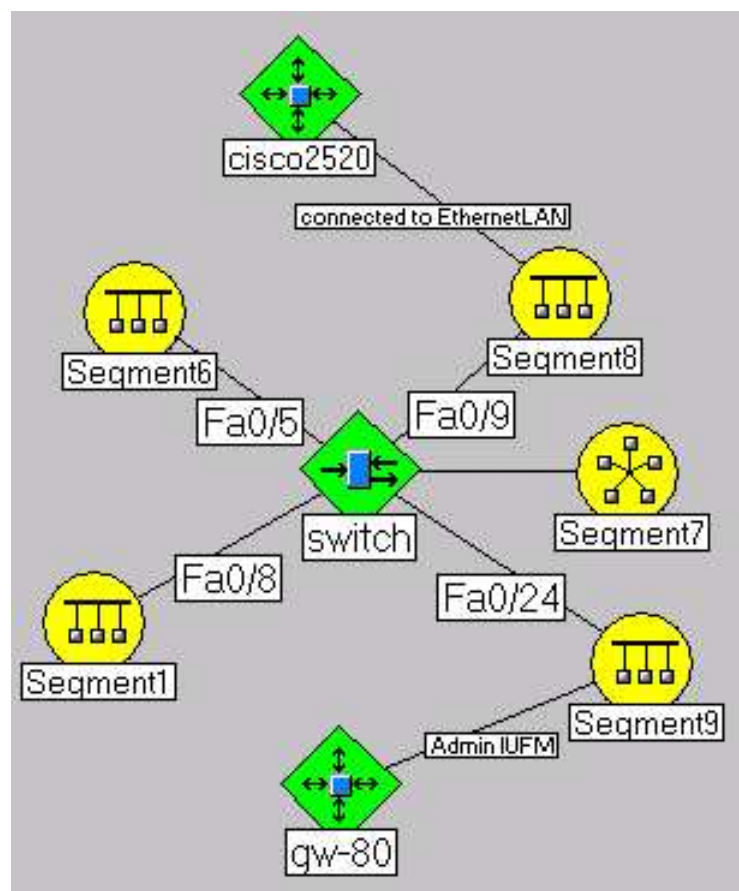 cisco2520
connected to EthernetLAN
Segment6
Segment8
Fa0/5
Fa0/9
switch
Segment7
Fa0/8
Fa0/24
Segment1
Segment9
Admin IUFM
gw-80